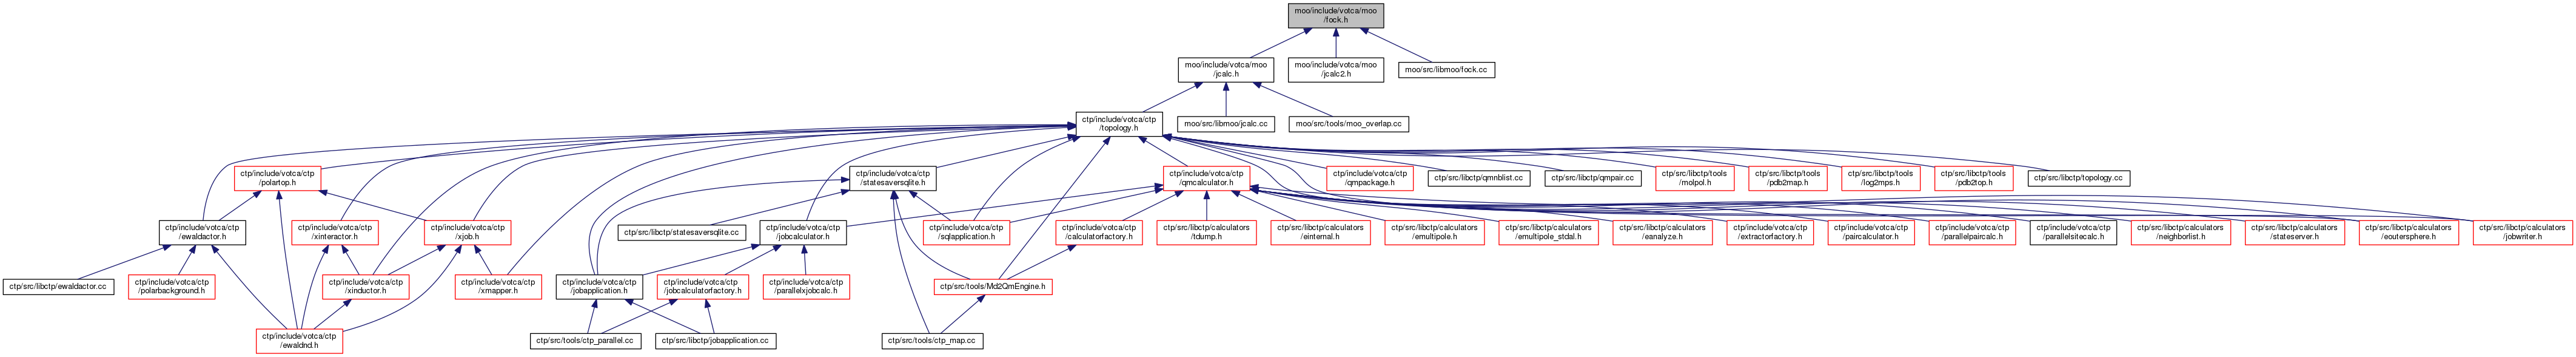 moo/include/votca/moo
/fock.h
moo/include/votca/moo
/jcalc.h
moo/include/votca/moo
/jcalc2.h
moo/src/libmoo/fock.cc
ctp/include/votca/ctp
/topology.h
moo/src/libmoo/jcalc.cc
moo/src/tools/moo_overlap.cc
ctp/include/votca/ctp
/polartop.h
ctp/include/votca/ctp
/statesaversqlite.h
ctp/include/votca/ctp
/qmcalculator.h
ctp/include/votca/ctp
/qmpackage.h
ctp/src/libctp/qmnblist.cc
ctp/src/libctp/qmpair.cc
ctp/src/libctp/tools
/molpol.h
ctp/src/libctp/tools
/pdb2map.h
ctp/src/libctp/tools
/log2mps.h
ctp/src/libctp/tools
/pdb2top.h
ctp/src/libctp/topology.cc
ctp/include/votca/ctp
/ewaldactor.h
ctp/include/votca/ctp
/xinteractor.h
ctp/include/votca/ctp
/xjob.h
ctp/src/libctp/statesaversqlite.cc
ctp/include/votca/ctp
/jobcalculator.h
ctp/include/votca/ctp
/sqlapplication.h
ctp/include/votca/ctp
/calculatorfactory.h
ctp/src/libctp/calculators
/tdump.h
ctp/src/libctp/calculators
/einternal.h
ctp/src/libctp/calculators
/emultipole.h
ctp/src/libctp/calculators
/emultipole_stdal.h
ctp/src/libctp/calculators
/eanalyze.h
ctp/include/votca/ctp
/extractorfactory.h
ctp/include/votca/ctp
/paircalculator.h
ctp/include/votca/ctp
/parallelpaircalc.h
ctp/include/votca/ctp
/parallelsitecalc.h
ctp/src/libctp/calculators
/neighborlist.h
ctp/src/libctp/calculators
/stateserver.h
ctp/src/libctp/calculators
/eoutersphere.h
ctp/src/libctp/calculators
/jobwriter.h
ctp/src/libctp/ewaldactor.cc
ctp/include/votca/ctp
/polarbackground.h
ctp/include/votca/ctp
/xinductor.h
ctp/include/votca/ctp
/xmapper.h
ctp/include/votca/ctp
/jobapplication.h
ctp/include/votca/ctp
/jobcalculatorfactory.h
ctp/include/votca/ctp
/parallelxjobcalc.h
ctp/src/tools/Md2QmEngine.h
ctp/include/votca/ctp
/ewaldnd.h
ctp/src/tools/ctp_parallel.cc
ctp/src/libctp/jobapplication.cc
ctp/src/tools/ctp_map.cc